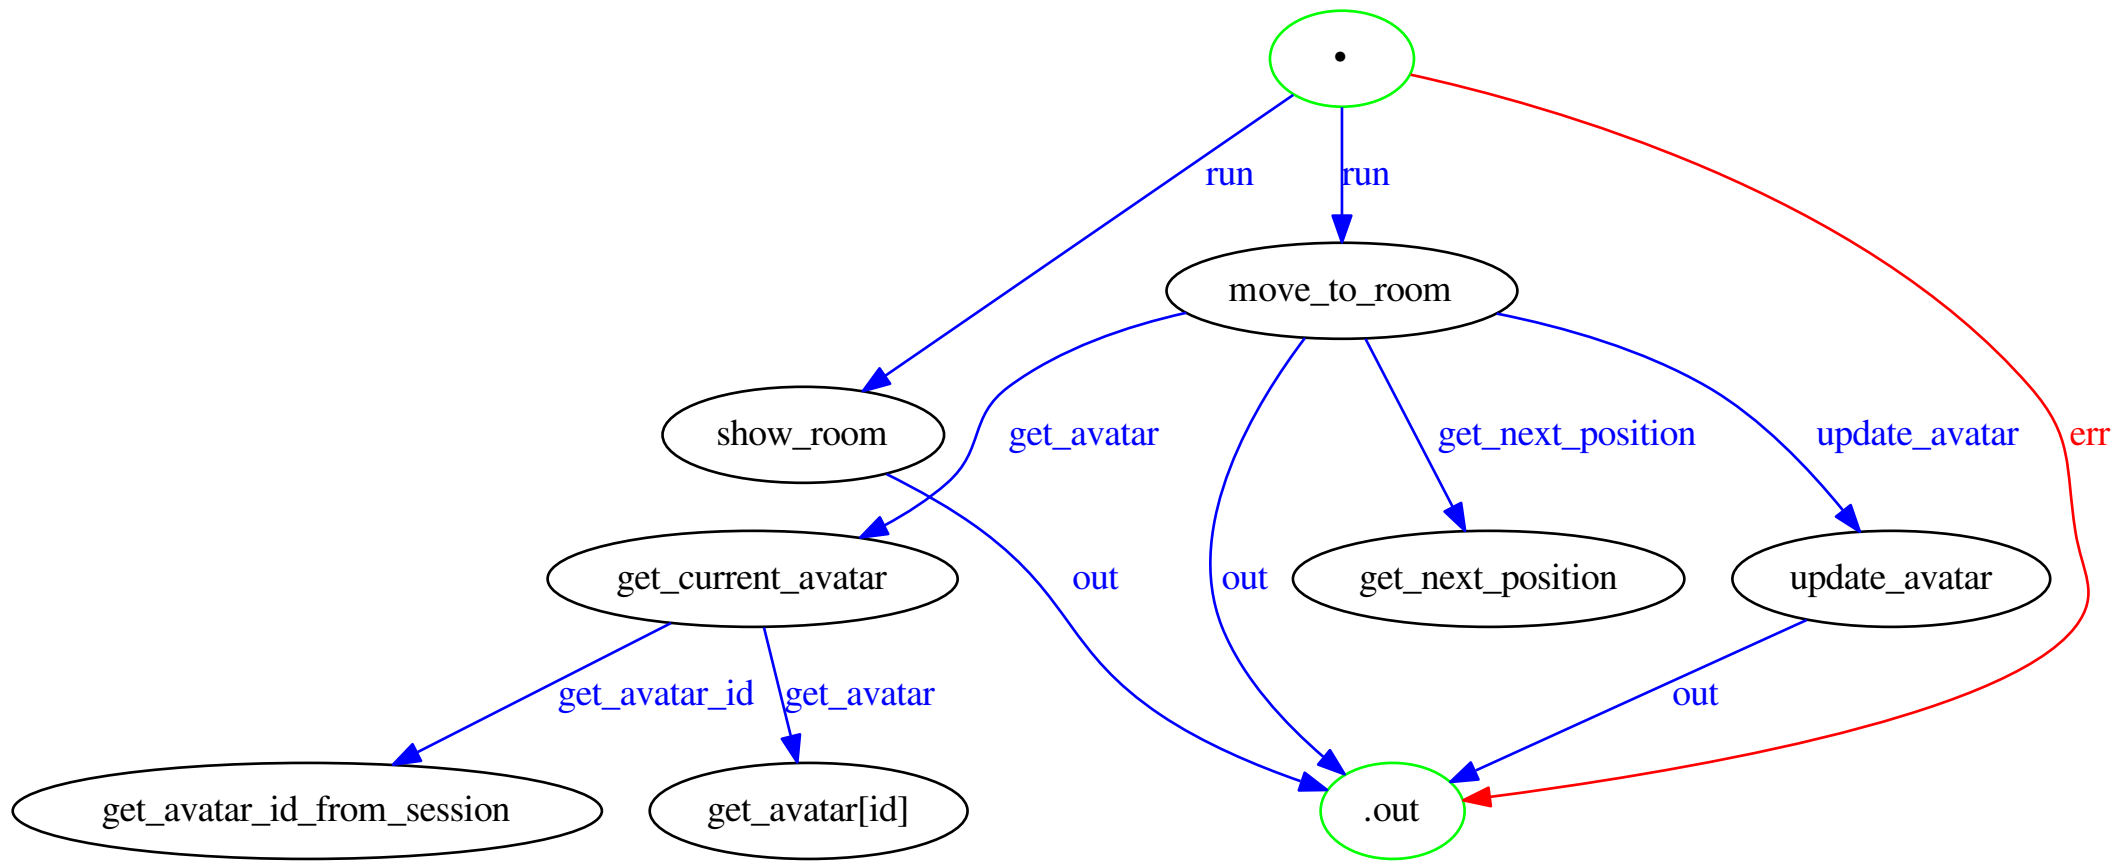 •
run
run
move_to_room
show_room
get_avatar
get_next_position
update_avatar
err
get_current_avatar
out
out
get_next_position
update_avatar
get_avatar_id
get_avatar
out
get_avatar_id_from_session
get_avatar[id]
.out